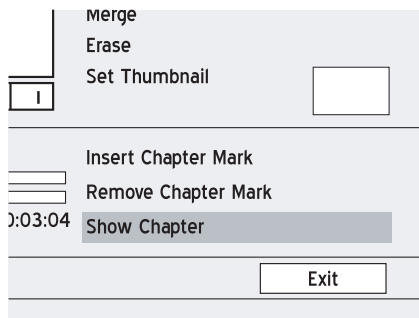 Merge
Erase
Set Thumbnail
I
Insert Chapter Mark
Remove Chapter Mark
0:03:04
Show Chapter
Exit